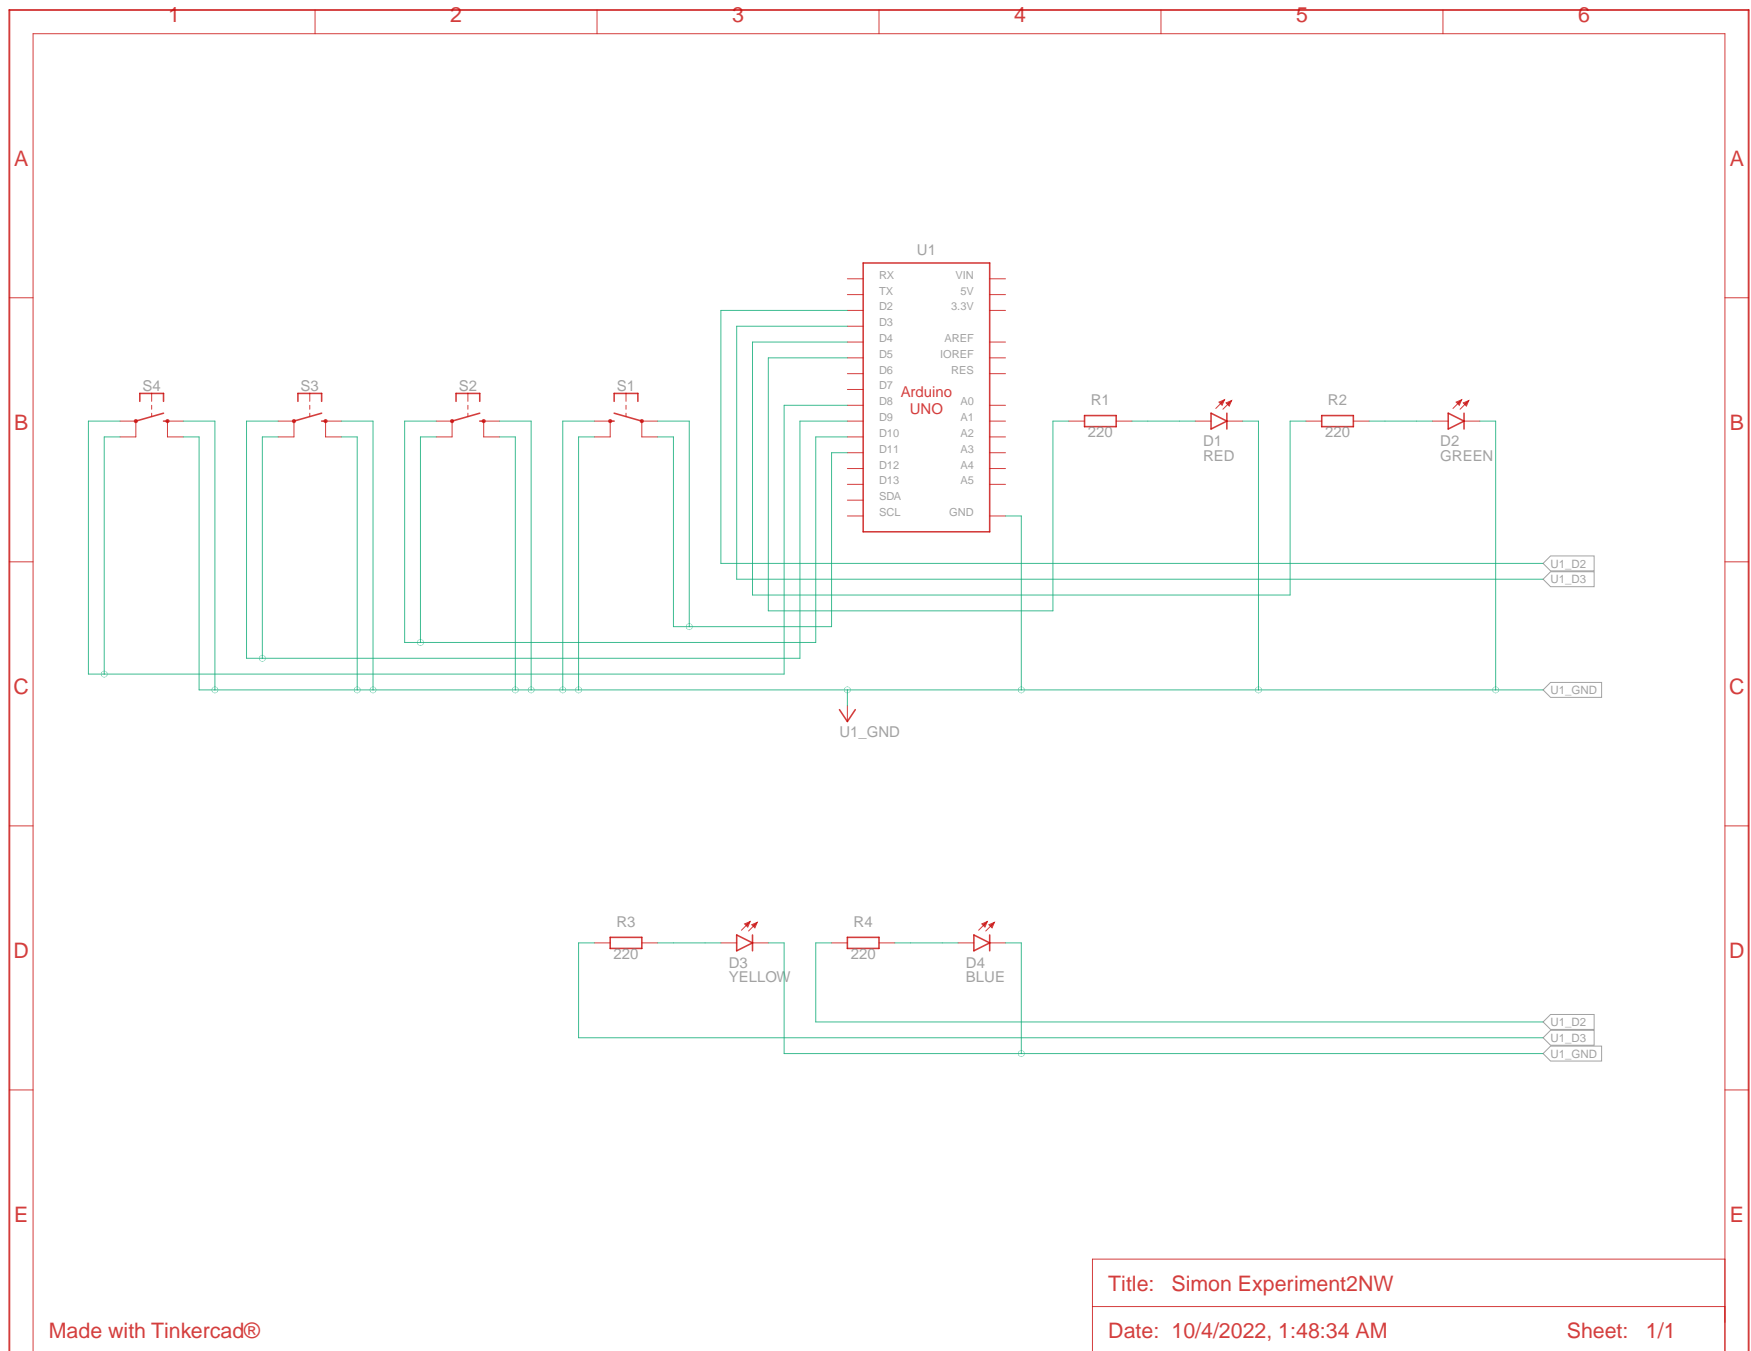 1 2 3 4 5 6
A A
U1
RX VIN
TX 5V
D2 3.3V
D3
D4 AREF
D5 IOREF
D6 RES
D7
Arduino
UNO
D8 A0
D9 A1
D10 A2
D11 A3
D12 A4
D13 A5
SDA
SCL GND
S4 S3 S2 S1
R1 R2
B B
220 220
D1 D2
RED GREEN
U1_D2
U1_D3
C C
U1_GND
U1_GND
R3 R4
D D
220 220
D3 D4
YELLOW BLUE
U1_D2
U1_D3
U1_GND
E E
Title: Simon Experiment2NW
Made with Tinkercad®
Date: 10/4/2022, 1:48:34 AM Sheet: 1/1